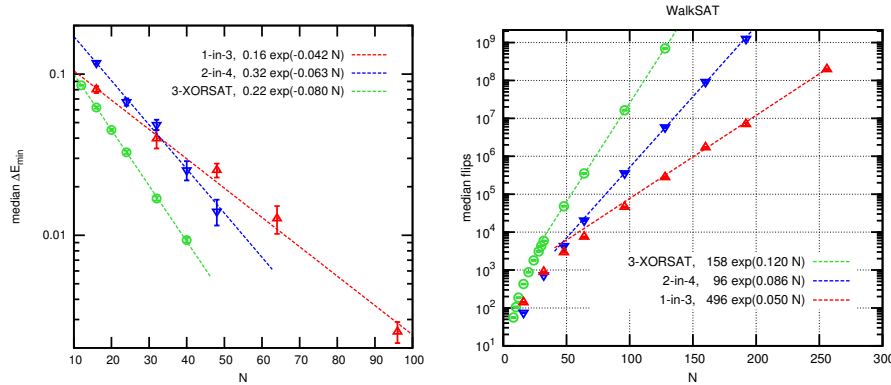 1-in-3, 0.16 exp(-0.042 N)
2-in-4, 0.32 exp(-0.063 N)
3-XORSAT, 0.22 exp(-0.080 N)
0.1
0.01
median ΔE_min
10 20 30 40 50 60 70 80 90 100
N
WalkSAT
10^9
10^8
10^7
10^6
10^5
10^4
10^3
10^2
10^1
median flips
3-XORSAT, 158 exp(0.120 N)
2-in-4, 96 exp(0.086 N)
1-in-3, 496 exp(0.050 N)
0 50 100 150 200 250 300
N